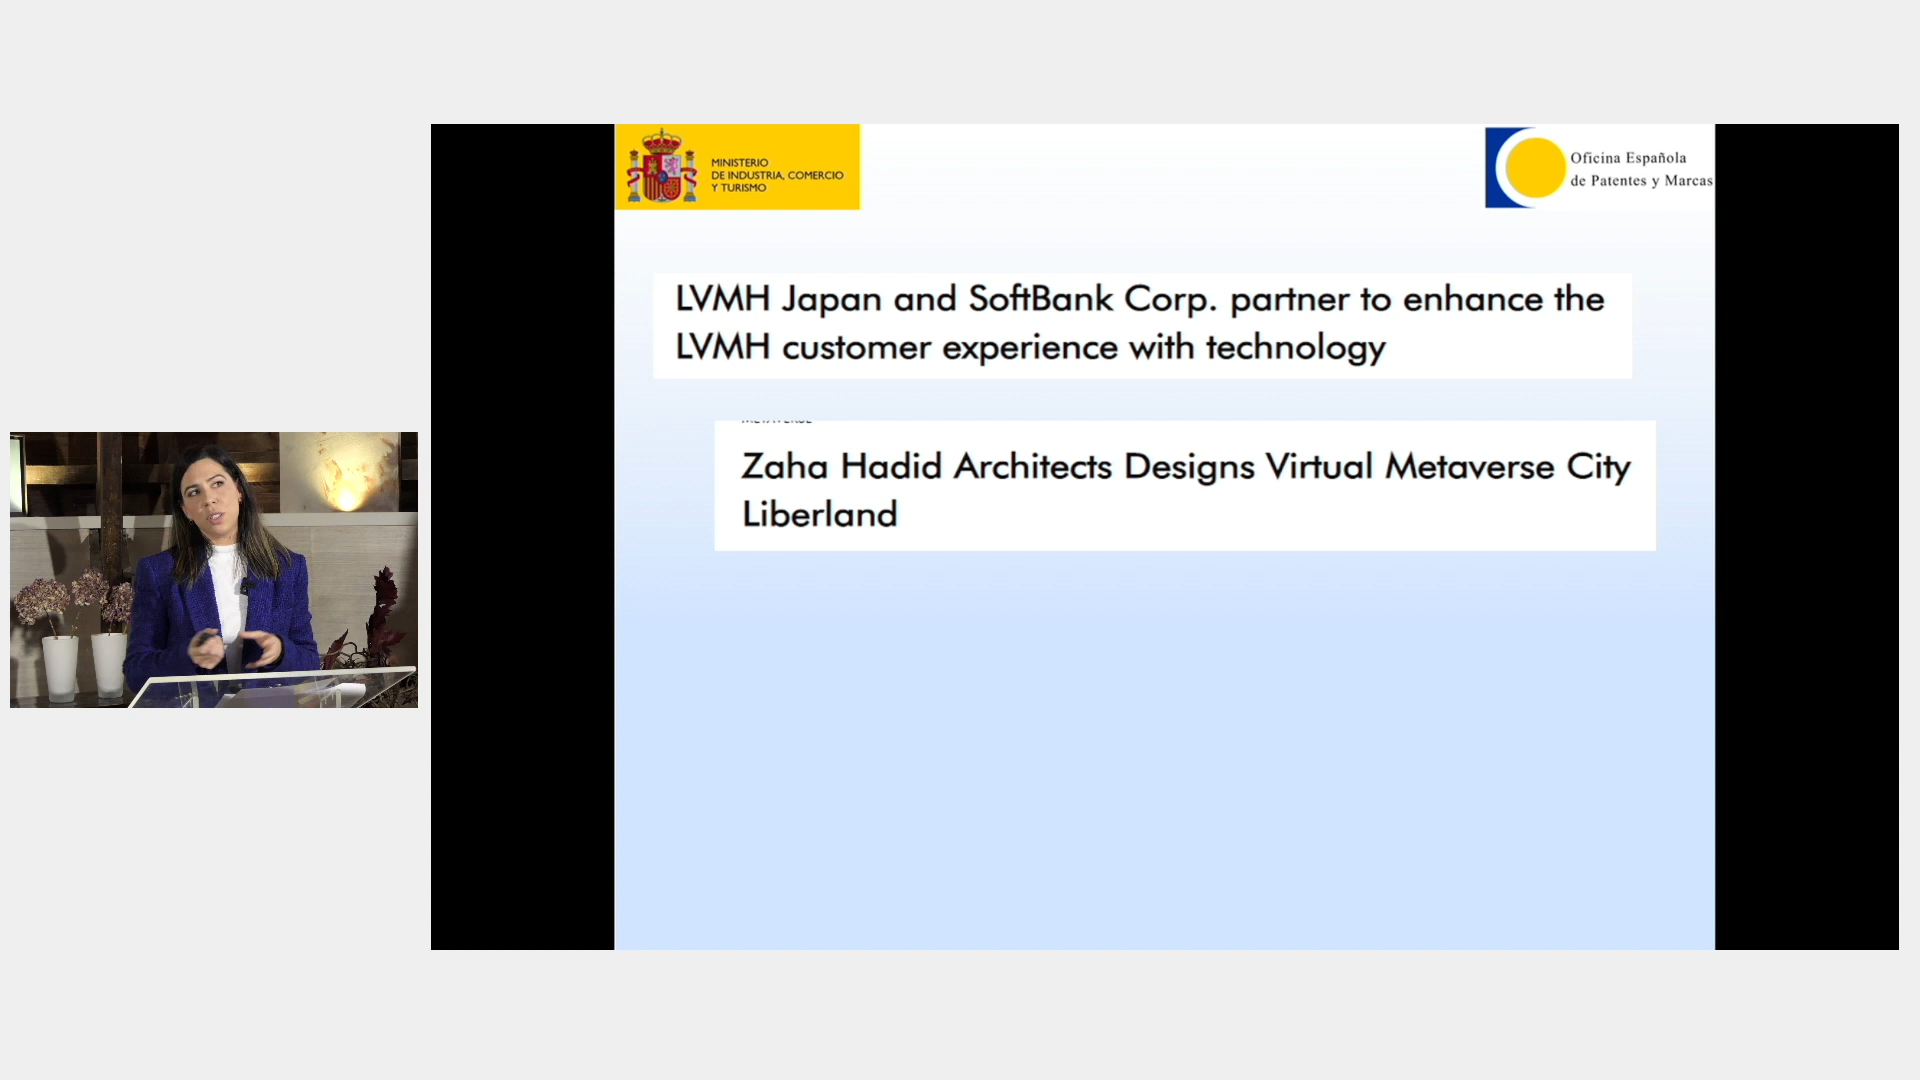 MINISTERIO
DE INDUSTRIA, COMERCIO
Y TURISMO
Oficina Española
de Patentes y Marcas
LVMH Japan and SoftBank Corp. partner to enhance the
LVMH customer experience with technology
Zaha Hadid Architects Designs Virtual Metaverse City
Liberland